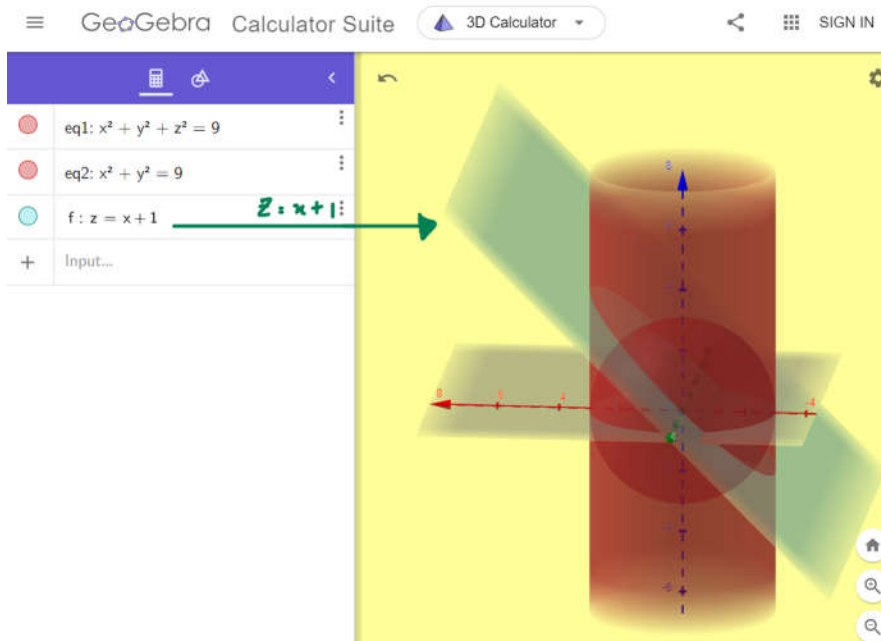 GeoGebra Calculator Suite 3D Calculator SIGN IN
eq1: x² + y² + z² = 9
eq2: x² + y² = 9
f : z = x + 1
z = x + 1
Input...
8
6
4
-4